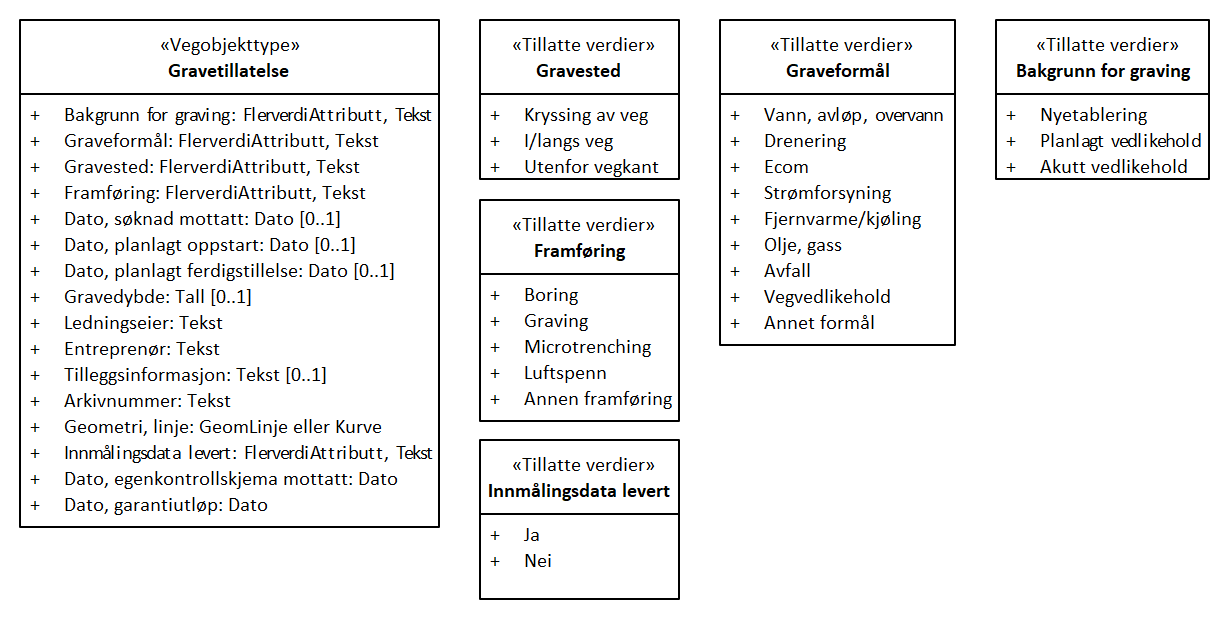 «Vegobjekttype»
Gravetillatelse
+ Bakgrunn for graving: FlerverdiAttributt, Tekst
+ Graveformål: FlerverdiAttributt, Tekst
+ Gravested: FlerverdiAttributt, Tekst
+ Framføring: FlerverdiAttributt, Tekst
+ Dato, søknad mottatt: Dato [0..1]
+ Dato, planlagt oppstart: Dato [0..1]
+ Dato, planlagt ferdigstillelse: Dato [0..1]
+ Gravedybde: Tall [0..1]
+ Ledningseier: Tekst
+ Entreprenør: Tekst
+ Tilleggsinformasjon: Tekst [0..1]
+ Arkivnummer: Tekst
+ Geometri, linje: GeomLinje eller Kurve
+ Innmålingsdata levert: FlerverdiAttributt, Tekst
+ Dato, egenkontrollskjema mottatt: Dato
+ Dato, garantiutløp: Dato
«Tillatte verdier»
Gravested
+ Kryssing av veg
+ I/langs veg
+ Utenfor vegkant
«Tillatte verdier»
Framføring
+ Boring
+ Graving
+ Microtrenching
+ Luftspenn
+ Annen framføring
«Tillatte verdier»
Innmålingsdata levert
+ Ja
+ Nei
«Tillatte verdier»
Graveformål
+ Vann, avløp, overvann
+ Drenering
+ Ecom
+ Strømforsyning
+ Fjernvarme/kjøling
+ Olje, gass
+ Avfall
+ Vegvedlikehold
+ Annet formål
«Tillatte verdier»
Bakgrunn for graving
+ Nyetablering
+ Planlagt vedlikehold
+ Akutt vedlikehold